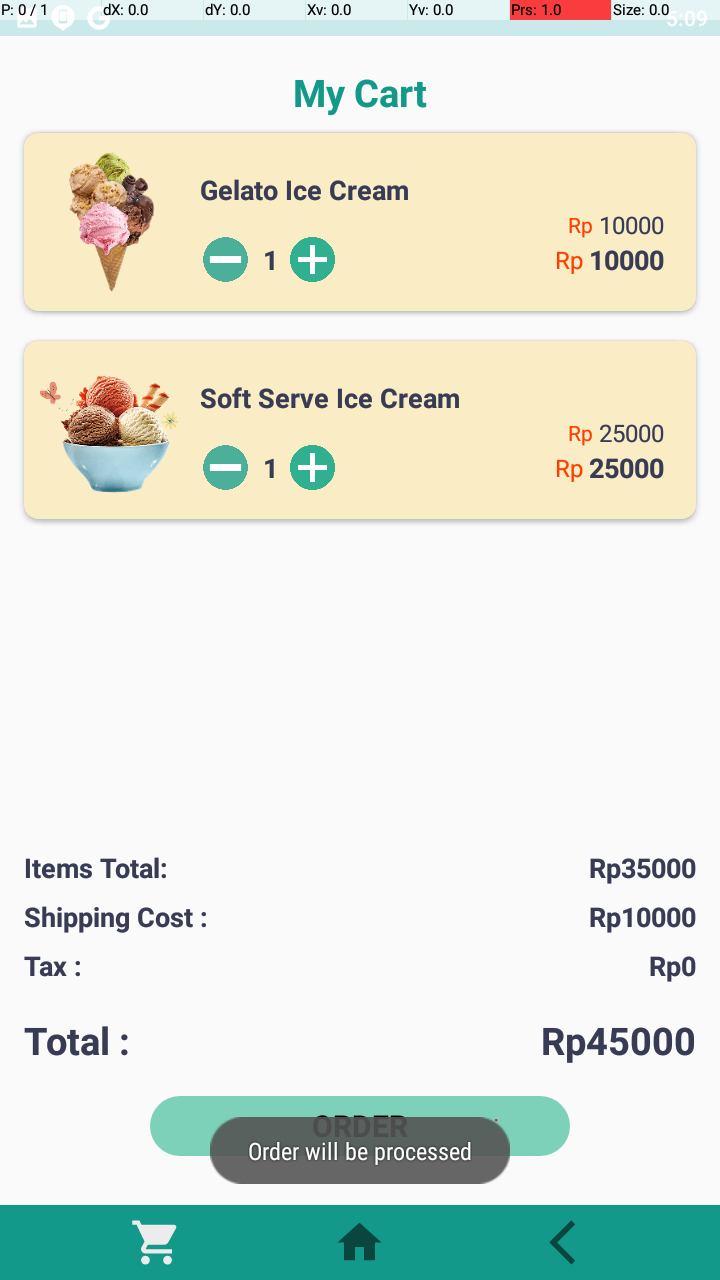 P: 0 / 1 dX: 0.0 dY: 0.0 Xv: 0.0 Yv: 0.0 Prs: 1.0 Size: 0.0
5:09
My Cart
Gelato Ice Cream
Rp 10000
1
Rp 10000
Soft Serve Ice Cream
Rp 25000
1
Rp 25000
Items Total: Rp35000
Shipping Cost : Rp10000
Tax : Rp0
Total : Rp45000
ORDER
Order will be processed